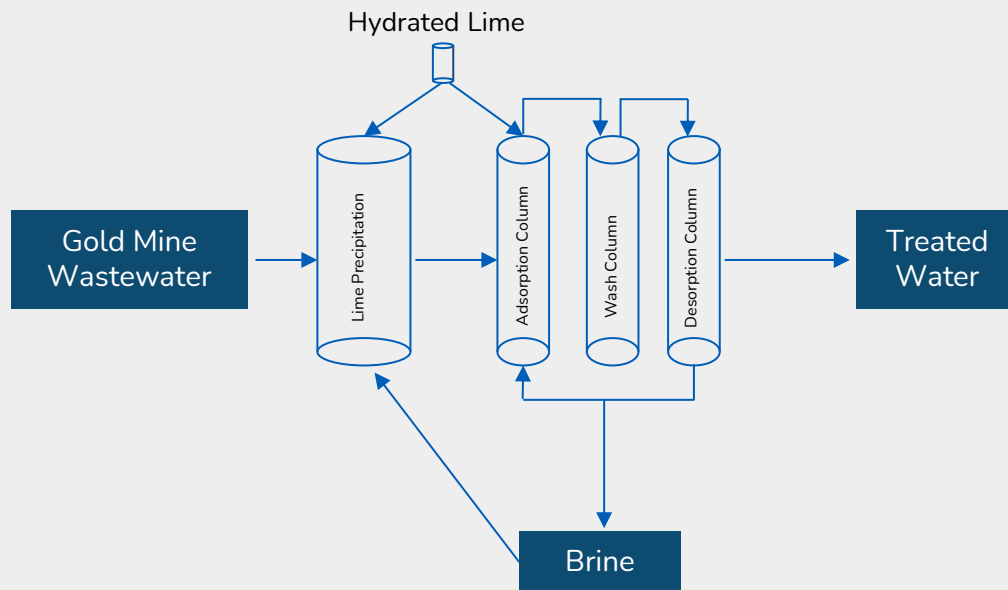 Hydrated Lime
Gold Mine
Wastewater
Lime Precipitation
Adsorption Column
Wash Column
Desorption Column
Treated
Water
Brine